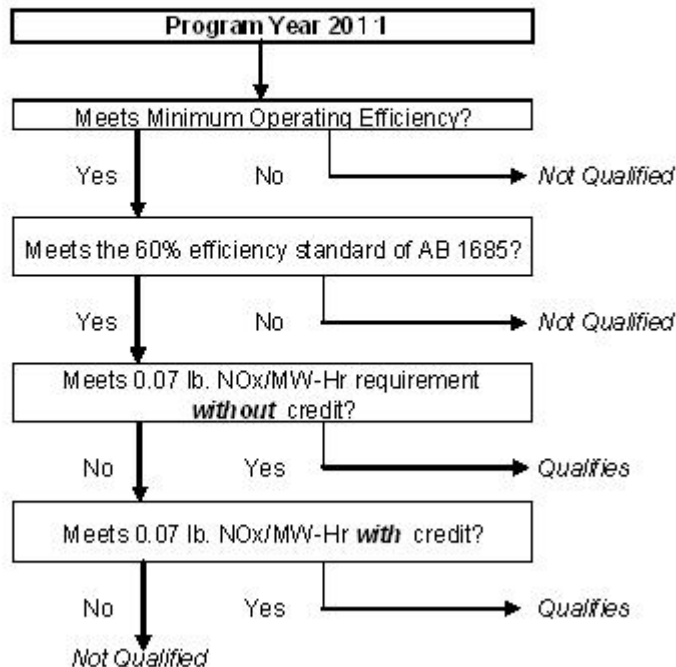 Program Year 2011
Meets Minimum Operating Efficiency?
Yes No Not Qualified
Meets the 60% efficiency standard of AB 1685?
Yes No Not Qualified
Meets 0.07 lb. NOx/MW-Hr requirement
without credit?
No Yes Qualifies
Meets 0.07 lb. NOx/MW-Hr with credit?
No Yes Qualifies
Not Qualified